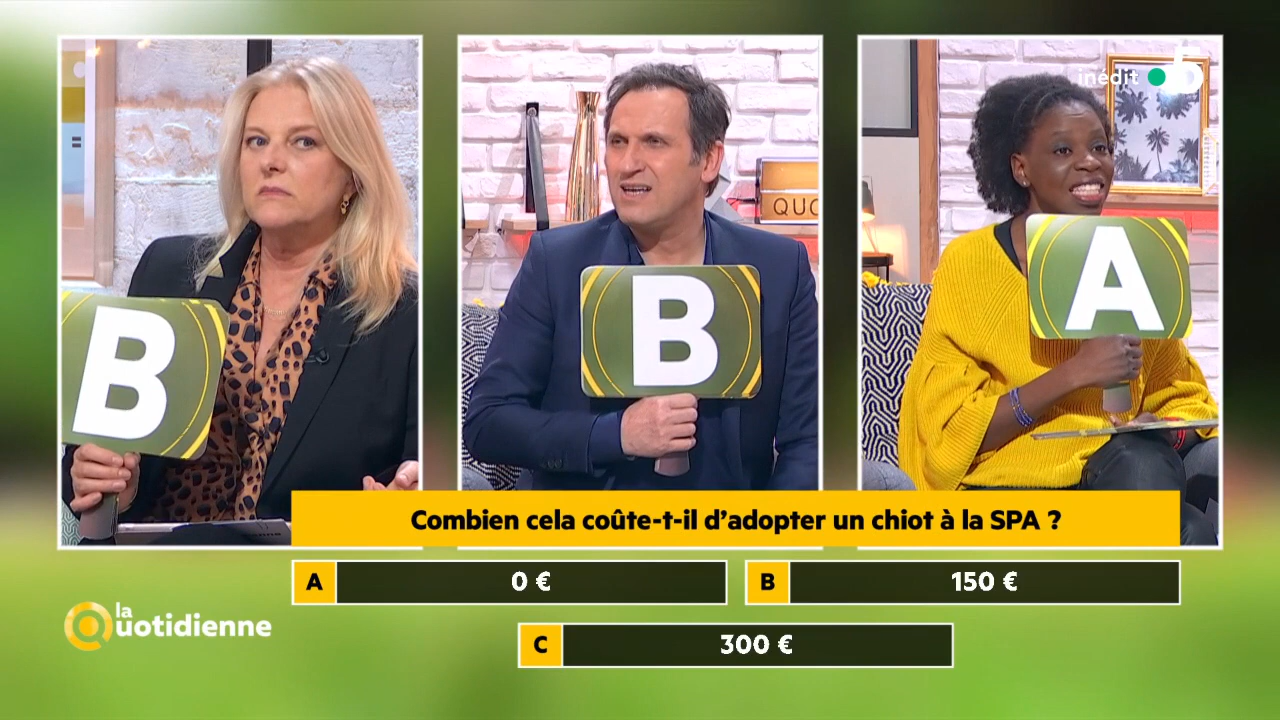 inédit 5
QUO
B
B
A
Combien cela coûte-t-il d'adopter un chiot à la SPA ?
A 0 €
B 150 €
C 300 €
la Quotidienne